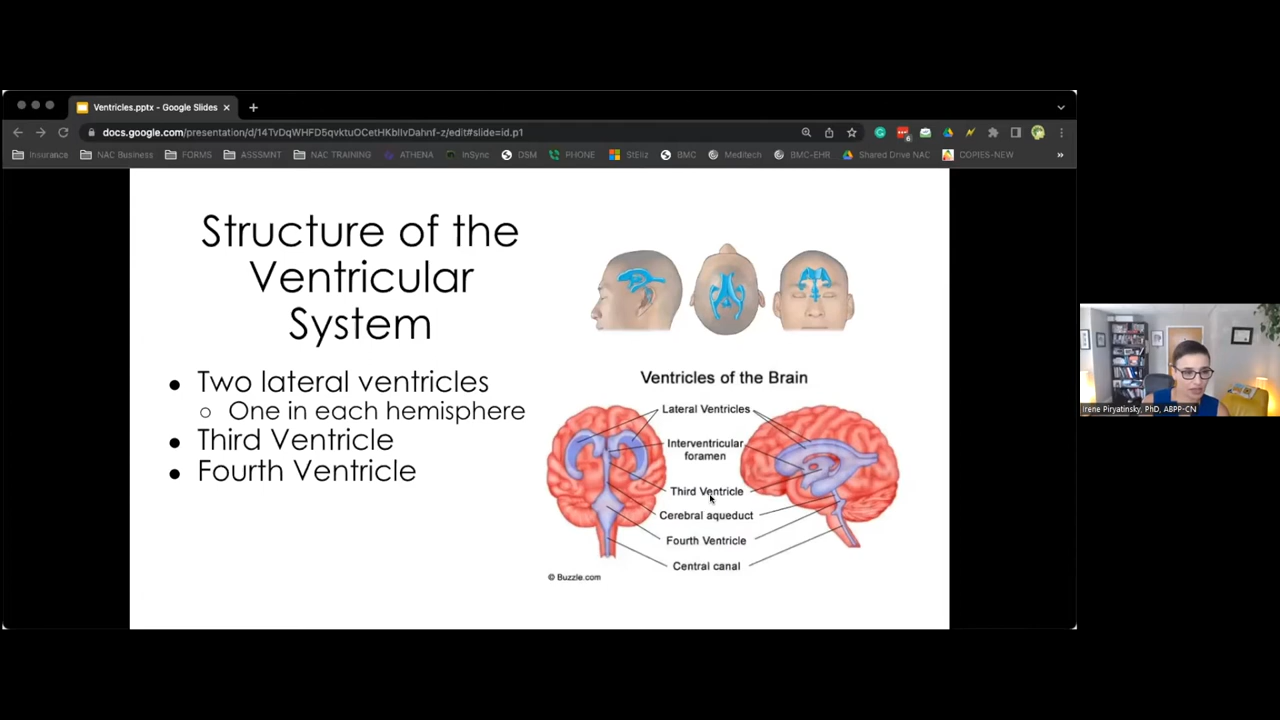 Ventricles.pptx - Google Slides
docs.google.com/presentation/d/14TvDqWHFD5qvktuOCetHKbIIvDahnf-z/edit#slide=id.p1
Insurance NAC Business FORMS ASSSMNT NAC TRAINING ATHENA InSync DSM PHONE StEliz BMC Meditech BMC-EHR Shared Drive NAC COPIES-NEW
Structure of the
Ventricular
System
Two lateral ventricles
One in each hemisphere
Third Ventricle
Fourth Ventricle
Ventricles of the Brain
Lateral Ventricles
Interventricular
foramen
Third Ventricle
Cerebral aqueduct
Fourth Ventricle
Central canal
© Buzzle.com
Irene Piryatinsky, PhD, ABPP-CN